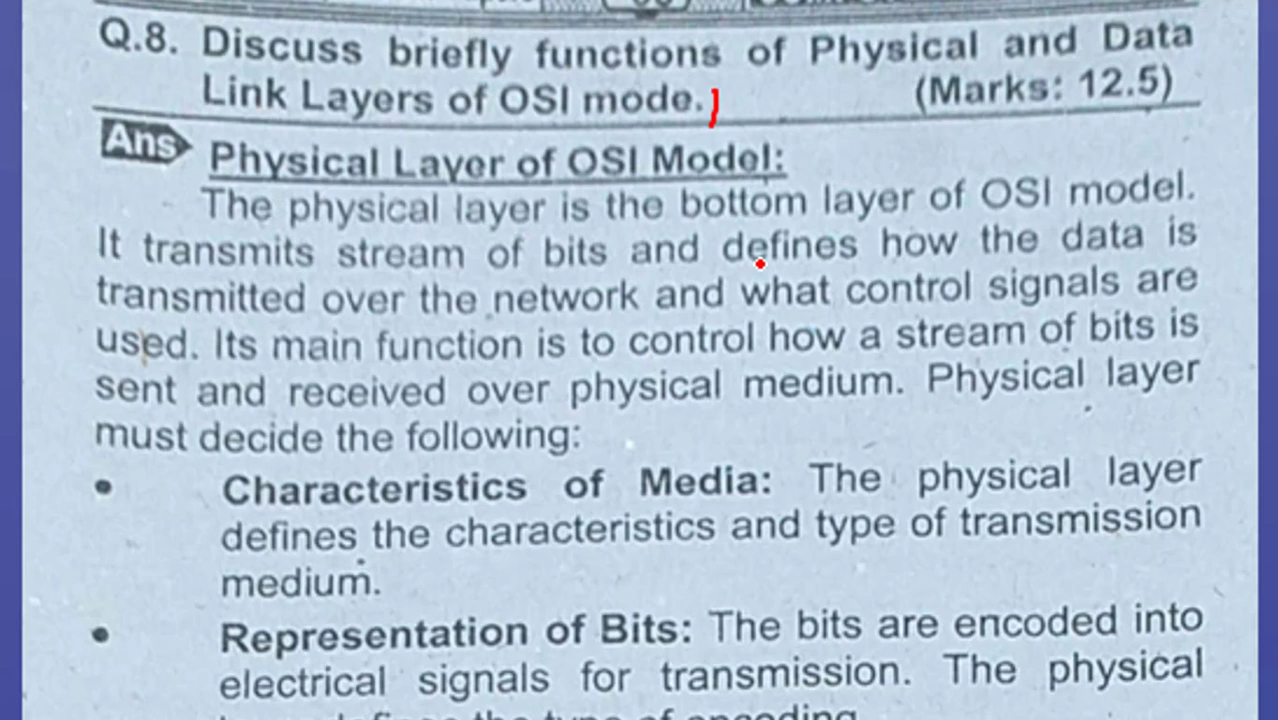 Q.8. Discuss briefly functions of Physical and Data
Link Layers of OSI mode. (Marks: 12.5)
Ans Physical Layer of OSI Model:
The physical layer is the bottom layer of OSI model.
It transmits stream of bits and defines how the data is
transmitted over the network and what control signals are
used. Its main function is to control how a stream of bits is
sent and received over physical medium. Physical layer
must decide the following:
• Characteristics of Media: The physical layer
defines the characteristics and type of transmission
medium.
• Representation of Bits: The bits are encoded into
electrical signals for transmission. The physical
defines the type of encoding